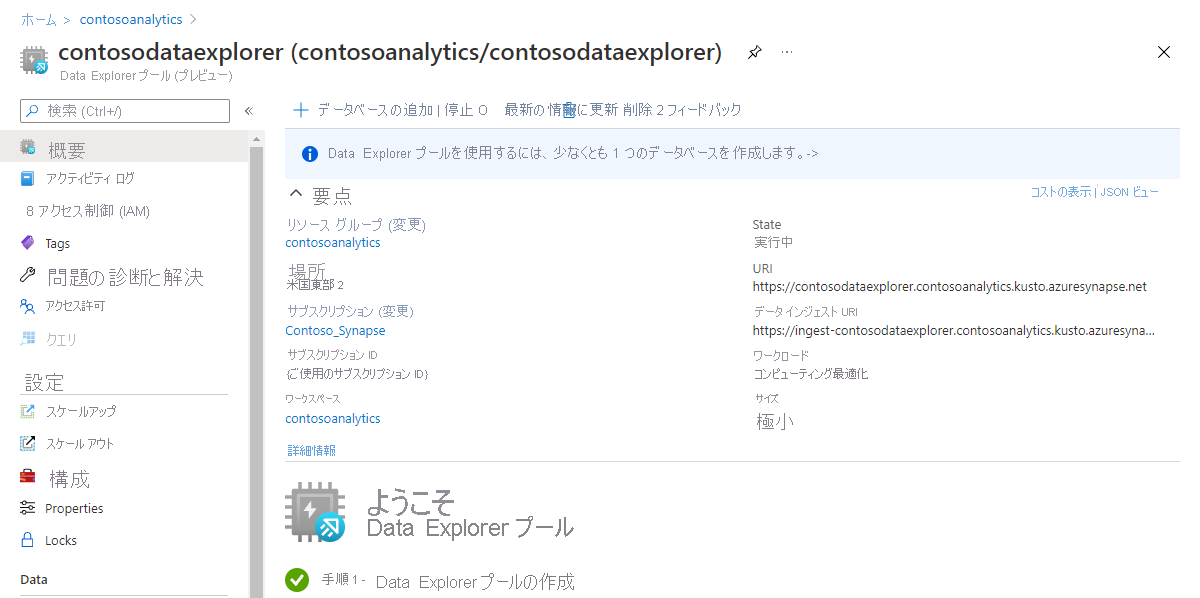 ホーム > contosoanalytics >
contosodataexplorer (contosoanalytics/contosodataexplorer) ...
Data Explorer プール (プレビュー)
検索 (Ctrl+/) «
データベースの追加 | 停止 O 最新の情報に更新 削除 2 フィードバック
Data Explorer プールを使用するには、少なくとも 1 つのデータベースを作成します。->
概要
アクティビティ ログ
8 アクセス制御 (IAM)
Tags
問題の診断と解決
アクセス許可
クエリ
設定
スケールアップ
スケール アウト
構成
Properties
Locks
Data
要点
コストの表示 | JSON ビュー
リソース グループ (変更)
contosoanalytics
場所
米国東部 2
サブスクリプション (変更)
Contoso_Synapse
サブスクリプション ID
{ご使用のサブスクリプション ID}
ワークスペース
contosoanalytics
詳細情報
State
実行中
URI
https://contosodataexplorer.contosoanalytics.kusto.azuresynapse.net
データ インジェスト URI
https://ingest-contosodataexplorer.contosoanalytics.kusto.azuresyna...
ワークロード
コンピューティング最適化
サイズ
極小
ようこそ
Data Explorer プール
手順 1 - Data Explorer プールの作成